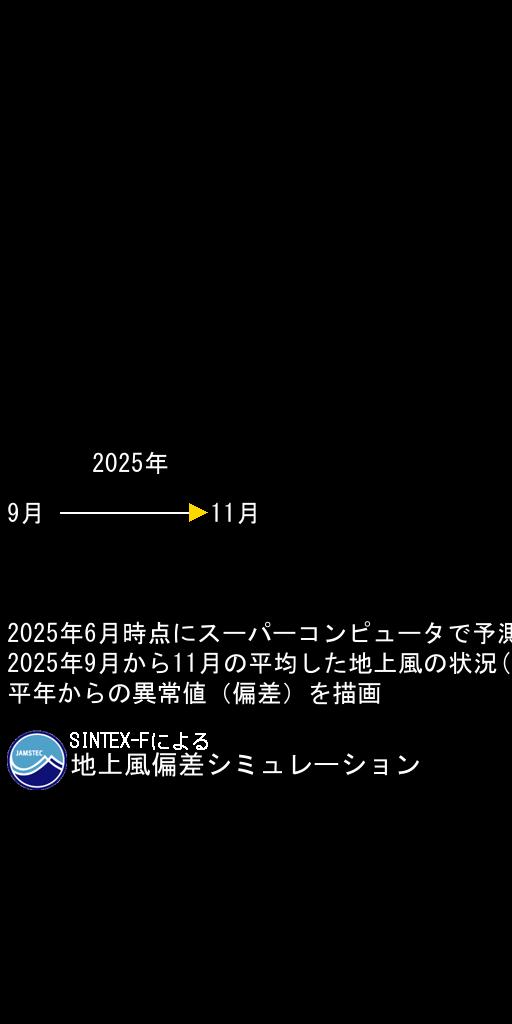 2025年
9月 11月
2025年6月時点にスーパーコンピュータで予測
2025年9月から11月の平均した地上風の状況(
平年からの異常値（偏差）を描画
SINTEX-Fによる
JAMSTEC
地上風偏差シミュレーション